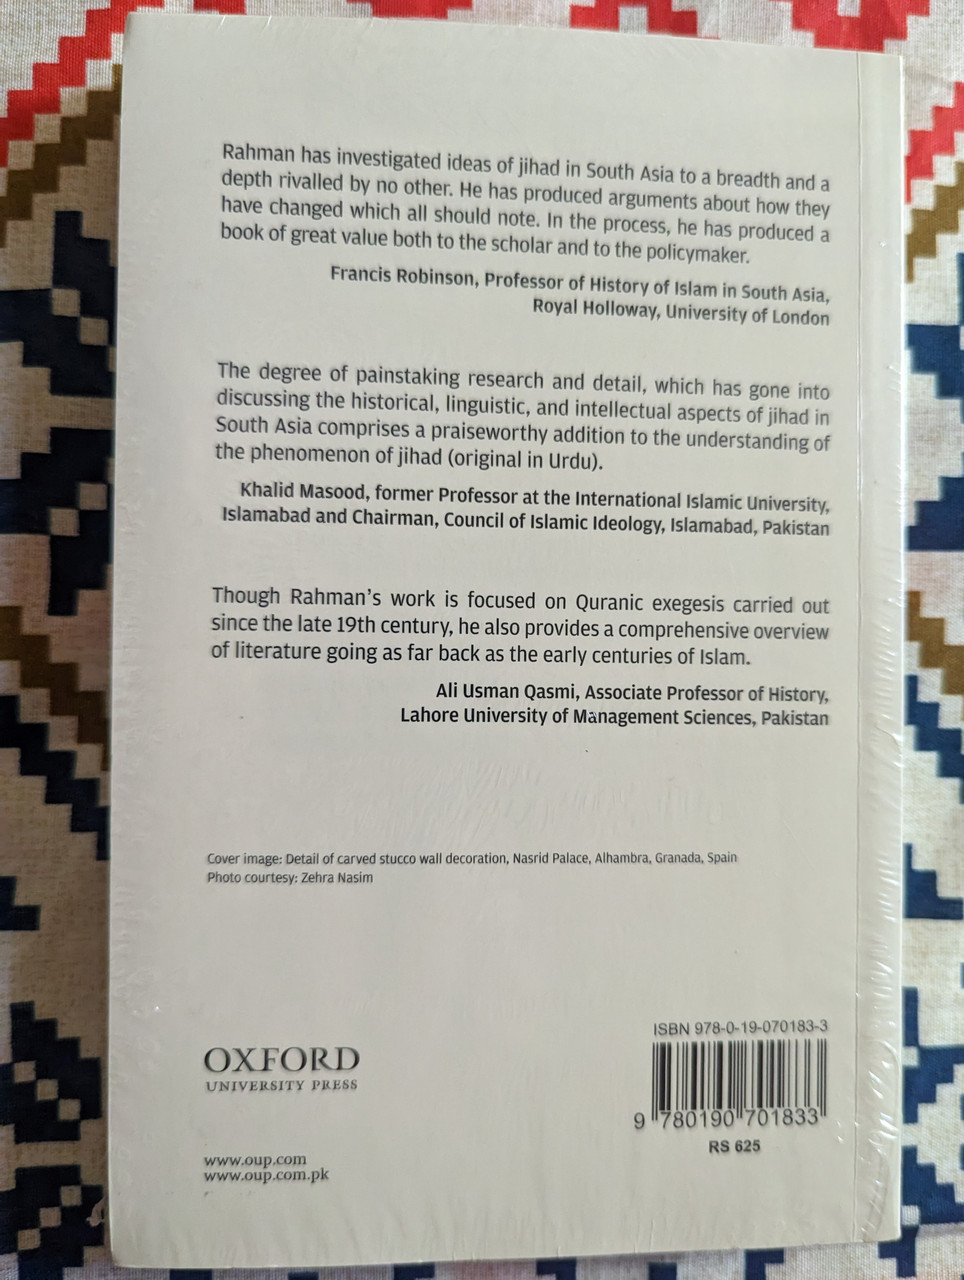 Rahman has investigated ideas of jihad in South Asia to a breadth and a
depth rivalled by no other. He has produced arguments about how they
have changed which all should note. In the process, he has produced a
book of great value both to the scholar and to the policymaker.
Francis Robinson, Professor of History of Islam in South Asia,
Royal Holloway, University of London
The degree of painstaking research and detail, which has gone into
discussing the historical, linguistic, and intellectual aspects of jihad in
South Asia comprises a praiseworthy addition to the understanding of
the phenomenon of jihad (original in Urdu).
Khalid Masood, former Professor at the International Islamic University,
Islamabad and Chairman, Council of Islamic Ideology, Islamabad, Pakistan
Though Rahman's work is focused on Quranic exegesis carried out
since the late 19th century, he also provides a comprehensive overview
of literature going as far back as the early centuries of Islam.
Ali Usman Qasmi, Associate Professor of History,
Lahore University of Management Sciences, Pakistan
Cover image: Detail of carved stucco wall decoration, Nasrid Palace, Alhambra, Granada, Spain
Photo courtesy: Zehra Nasim
OXFORD
UNIVERSITY PRESS
www.oup.com
www.oup.com.pk
ISBN 978-0-19-070183-3
9 780190 701833
RS 625